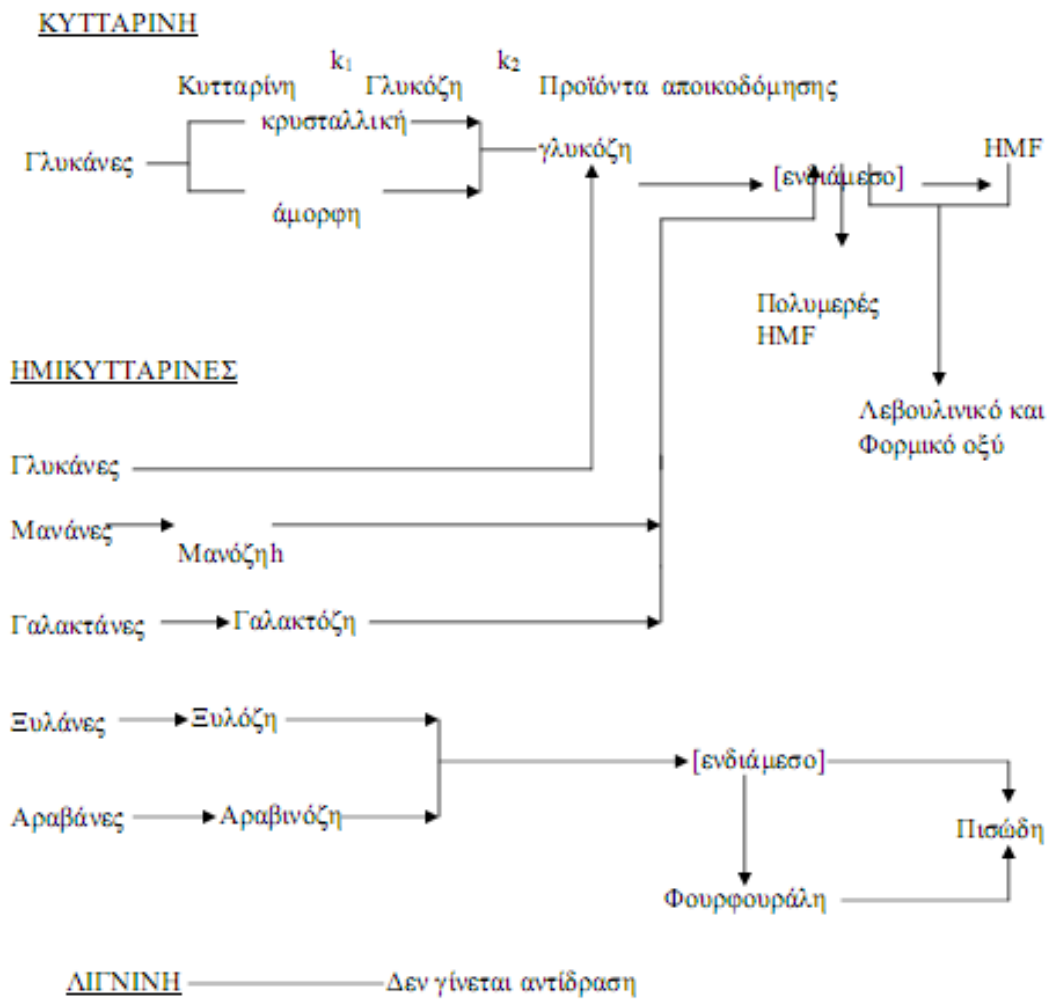 ΚΥΤΤΑΡΙΝΗ
k₁ k₂
Κυτταρίνη Γλυκόζη Προϊόντα αποικοδόμησης
κρυσταλλική
Γλυκάνες γλυκόζη HMF
[ενδιάμεσο]
άμορφη
Πολυμερές
HMF
ΗΜΙΚΥΤΤΑΡΙΝΕΣ
Λεβουλινικό και
Φορμικό οξύ
Γλυκάνες
Μανάνες
Μανόζηh
Γαλακτάνες Γαλακτόζη
Ξυλάνες Ξυλόζη
[ενδιάμεσο]
Αραβάνες Αραβινόζη
Πισώδη
Φουρφουράλη
ΛΙΓΝΙΝΗ Δεν γίνεται αντίδραση